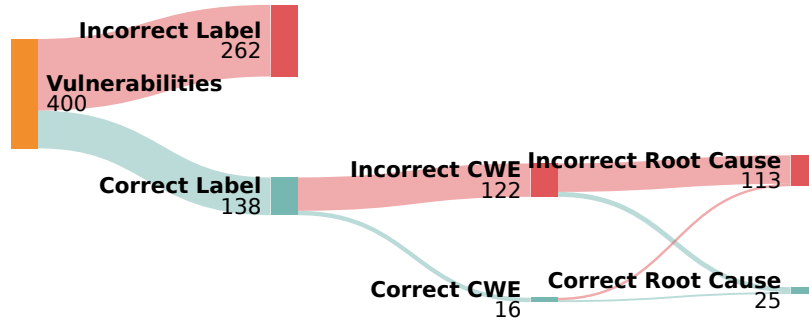 Incorrect Label
262
Vulnerabilities
400
Correct Label
138
Incorrect CWE
122
Incorrect Root Cause
113
Correct CWE
16
Correct Root Cause
25